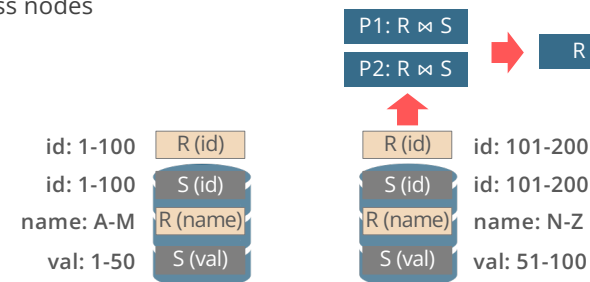 ss nodes
P1: R ⋈ S
P2: R ⋈ S
R
id: 1-100 R (id)
id: 1-100 S (id)
name: A-M R (name)
val: 1-50 S (val)
R (id) id: 101-200
S (id) id: 101-200
R (name) name: N-Z
S (val) val: 51-100